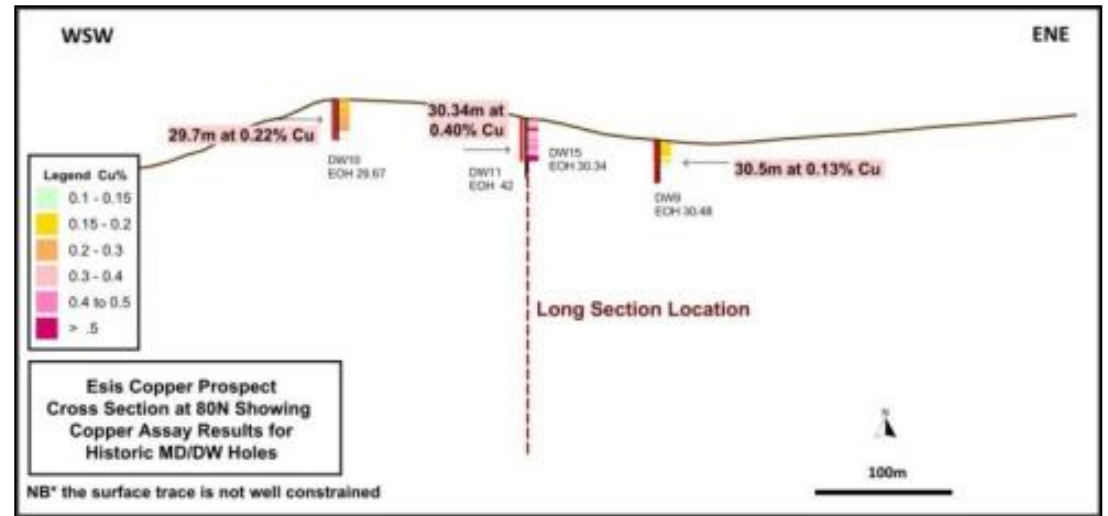 WSW
ENE
29.7m at 0.22% Cu
30.34m at
0.40% Cu
DW10
EOH 29.67
DW11
EOH 42
DW15
EOH 30.34
30.5m at 0.13% Cu
DW9
EOH 30.48
Legend Cu%
0.1 - 0.15
0.15 - 0.2
0.2 - 0.3
0.3 - 0.4
0.4 to 0.5
> .5
Long Section Location
Esis Copper Prospect
Cross Section at 80N Showing
Copper Assay Results for
Historic MD/DW Holes
N
100m
NB* the surface trace is not well constrained